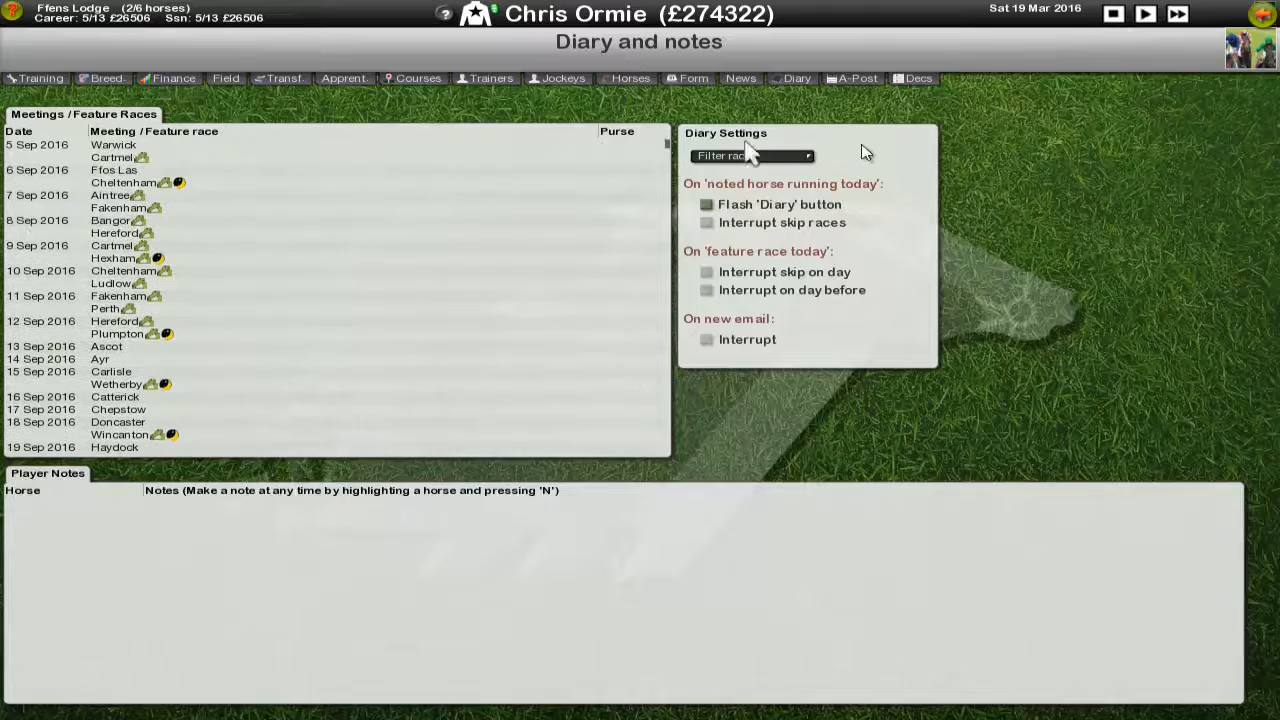 Ffens Lodge (2/6 horses)
Career: 5/13 £26506 Ssn: 5/13 £26506
? Chris Ormie (£274322)
Sat 19 Mar 2016
Diary and notes
Training Breed. Finance Field Transf. Apprent. Courses Trainers Jockeys Horses Form News Diary A-Post Decs
Meetings / Feature Races
Date Meeting / Feature race Purse
5 Sep 2016 Warwick
Cartmel
6 Sep 2016 Ffos Las
Cheltenham
7 Sep 2016 Aintree
Fakenham
8 Sep 2016 Bangor
Hereford
9 Sep 2016 Cartmel
Hexham
10 Sep 2016 Cheltenham
Ludlow
11 Sep 2016 Fakenham
Perth
12 Sep 2016 Hereford
Plumpton
13 Sep 2016 Ascot
14 Sep 2016 Ayr
15 Sep 2016 Carlisle
Wetherby
16 Sep 2016 Catterick
17 Sep 2016 Chepstow
18 Sep 2016 Doncaster
Wincanton
19 Sep 2016 Haydock
Diary Settings
Filter
On 'noted horse running today':
Flash 'Diary' button
Interrupt skip races
On 'feature race today':
Interrupt skip on day
Interrupt on day before
On new email:
Interrupt
Player Notes
Horse Notes (Make a note at any time by highlighting a horse and pressing 'N')